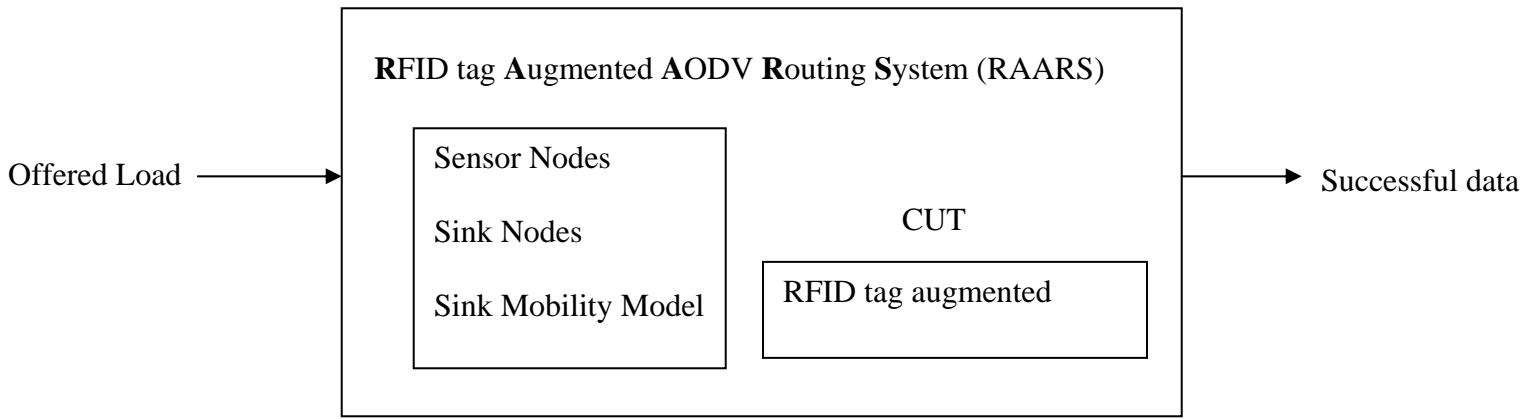 RFID tag Augmented AODV Routing System (RAARS)
Offered Load
Sensor Nodes
Sink Nodes
Sink Mobility Model
CUT
RFID tag augmented
Successful data